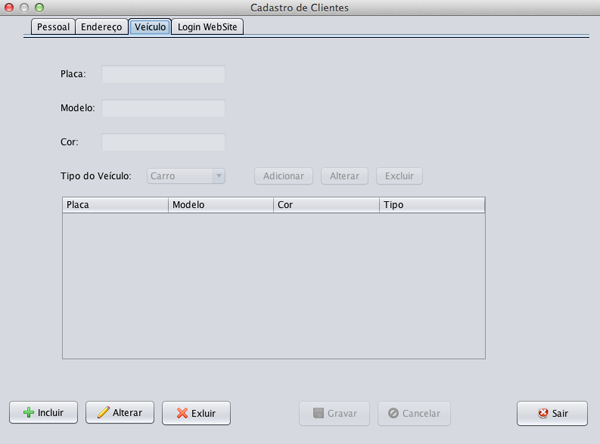 Cadastro de Clientes
Pessoal Endereço Veículo Login WebSite
Placa:
Modelo:
Cor:
Tipo do Veículo: Carro Adicionar Alterar Excluir
Placa Modelo Cor Tipo
Incluir Alterar Exluir Gravar Cancelar Sair